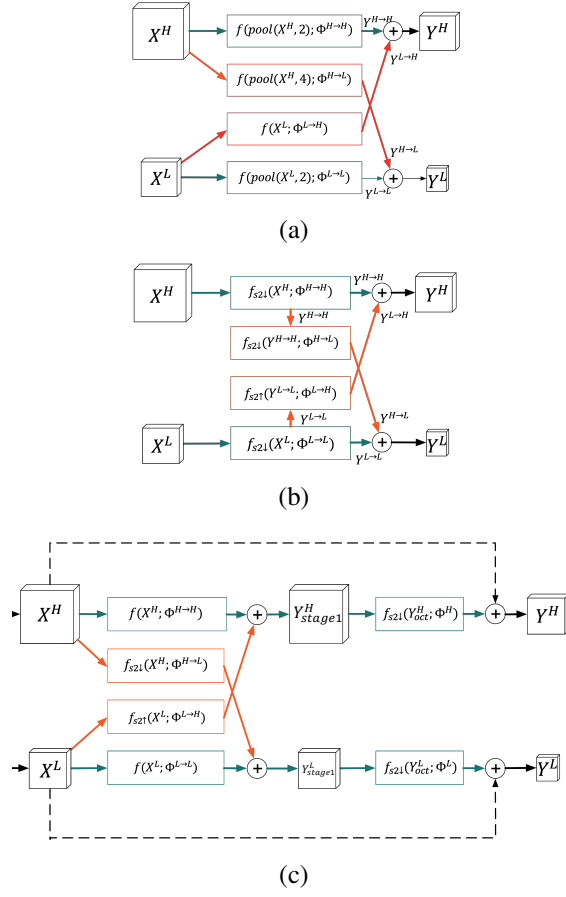 X^H
f(pool(X^H, 2); Φ^{H→H})
Y^{H→H}
+
Y^H
Y^{L→H}
f(pool(X^H, 4); Φ^{H→L})
f(X^L; Φ^{L→H})
Y^{H→L}
X^L
f(pool(X^L, 2); Φ^{L→L})
+
Y^L
Y^{L→L}
(a)
X^H
f_{s2↓}(X^H; Φ^{H→H})
Y^{H→H}
+
Y^H
Y^{H→H}
Y^{L→H}
f_{s2↓}(Y^{H→H}; Φ^{H→L})
f_{s2↑}(Y^{L→L}; Φ^{L→H})
Y^{L→L}
Y^{H→L}
X^L
f_{s2↓}(X^L; Φ^{L→L})
+
Y^L
Y^{L→L}
(b)
X^H
f(X^H; Φ^{H→H})
+
Y^H_{stage1}
f_{s2↓}(Y^H_{oct}; Φ^H)
+
Y^H
f_{s2↓}(X^H; Φ^{H→L})
f_{s2↑}(X^L; Φ^{L→H})
X^L
f(X^L; Φ^{L→L})
+
Y^L_{stage1}
f_{s2↓}(Y^L_{oct}; Φ^L)
+
Y^L
(c)